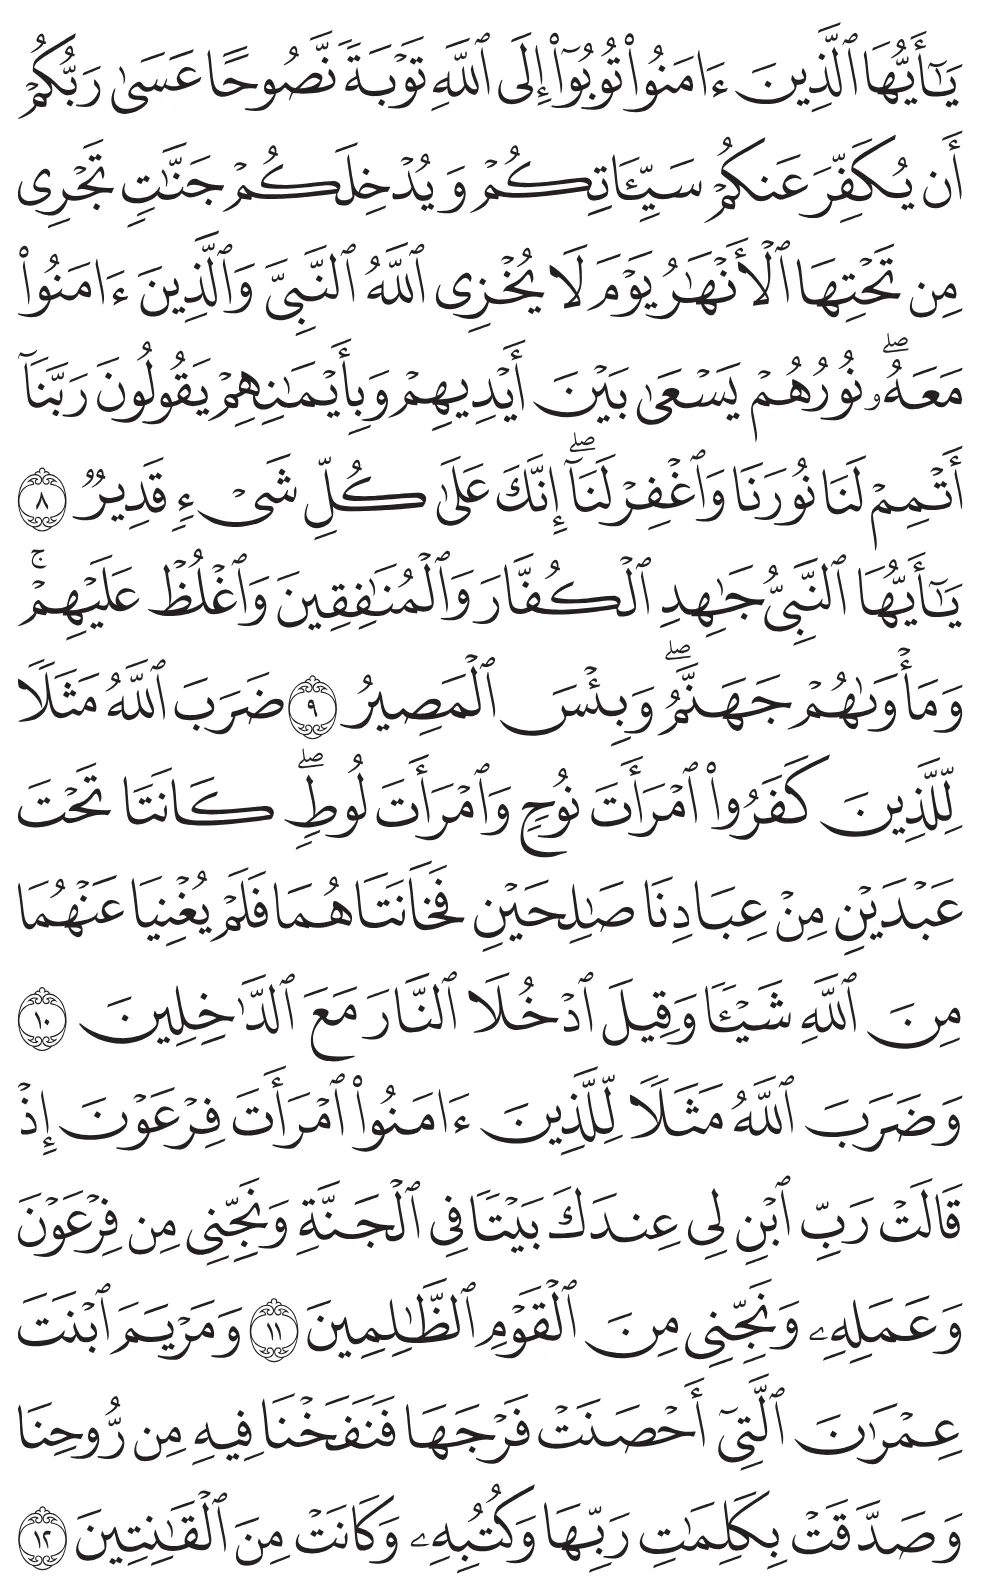 يَٰٓأَيُّهَا ٱلَّذِينَ ءَامَنُواْ تُوبُوٓاْ إِلَى ٱللَّهِ تَوۡبَةٗ نَّصُوحًا عَسَىٰ رَبُّكُمۡ
أَن يُكَفِّرَ عَنكُمۡ سَيِّـَٔاتِكُمۡ وَيُدۡخِلَكُمۡ جَنَّٰتٖ تَجۡرِي
مِن تَحۡتِهَا ٱلۡأَنۡهَٰرُ يَوۡمَ لَا يُخۡزِي ٱللَّهُ ٱلنَّبِيَّ وَٱلَّذِينَ ءَامَنُواْ
مَعَهُۥۖ نُورُهُمۡ يَسۡعَىٰ بَيۡنَ أَيۡدِيهِمۡ وَبِأَيۡمَٰنِهِمۡ يَقُولُونَ رَبَّنَآ
أَتۡمِمۡ لَنَا نُورَنَا وَٱغۡفِرۡ لَنَآۖ إِنَّكَ عَلَىٰ كُلِّ شَيۡءٖ قَدِيرٞ ٨
يَٰٓأَيُّهَا ٱلنَّبِيُّ جَٰهِدِ ٱلۡكُفَّارَ وَٱلۡمُنَٰفِقِينَ وَٱغۡلُظۡ عَلَيۡهِمۡۚ
وَمَأۡوَىٰهُمۡ جَهَنَّمُۖ وَبِئۡسَ ٱلۡمَصِيرُ ٩ ضَرَبَ ٱللَّهُ مَثَلٗا
لِّلَّذِينَ كَفَرُواْ ٱمۡرَأَتَ نُوحٖ وَٱمۡرَأَتَ لُوطٖۖ كَانَتَا تَحۡتَ
عَبۡدَيۡنِ مِنۡ عِبَادِنَا صَٰلِحَيۡنِ فَخَانَتَاهُمَا فَلَمۡ يُغۡنِيَا عَنۡهُمَا
مِنَ ٱللَّهِ شَيۡـٔٗا وَقِيلَ ٱدۡخُلَا ٱلنَّارَ مَعَ ٱلدَّٰخِلِينَ ١٠
وَضَرَبَ ٱللَّهُ مَثَلٗا لِّلَّذِينَ ءَامَنُواْ ٱمۡرَأَتَ فِرۡعَوۡنَ إِذۡ
قَالَتۡ رَبِّ ٱبۡنِ لِي عِندَكَ بَيۡتٗا فِي ٱلۡجَنَّةِ وَنَجِّنِي مِن فِرۡعَوۡنَ
وَعَمَلِهِۦ وَنَجِّنِي مِنَ ٱلۡقَوۡمِ ٱلظَّٰلِمِينَ ١١ وَمَرۡيَمَ ٱبۡنَتَ
عِمۡرَٰنَ ٱلَّتِيٓ أَحۡصَنَتۡ فَرۡجَهَا فَنَفَخۡنَا فِيهِ مِن رُّوحِنَا
وَصَدَّقَتۡ بِكَلِمَٰتِ رَبِّهَا وَكُتُبِهِۦ وَكَانَتۡ مِنَ ٱلۡقَٰنِتِينَ ١٢